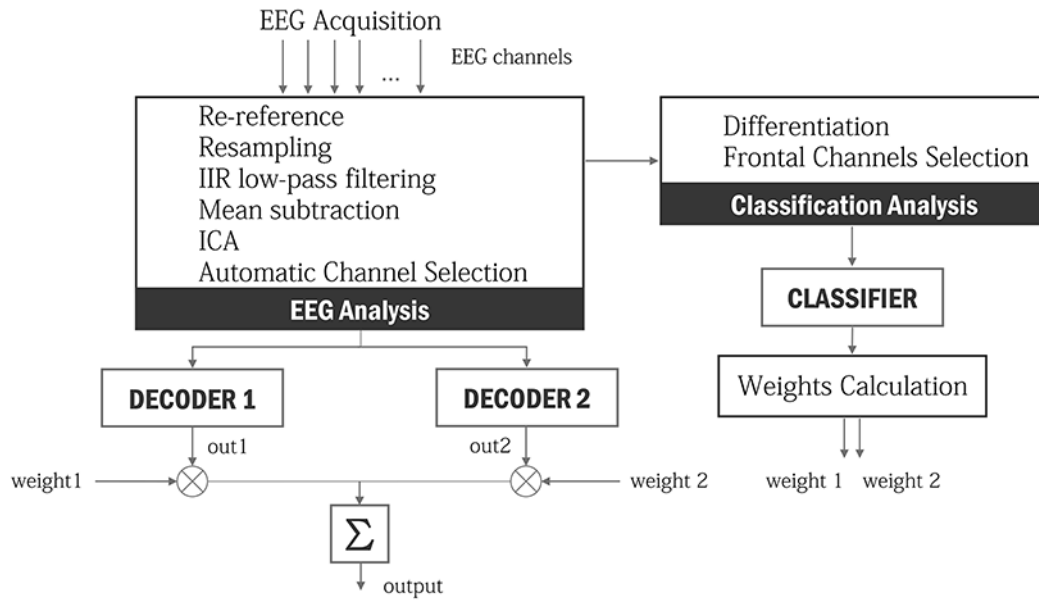 EEG Acquisition
EEG channels
...
Re-reference
Resampling
IIR low-pass filtering
Mean subtraction
ICA
Automatic Channel Selection
EEG Analysis
Differentiation
Frontal Channels Selection
Classification Analysis
CLASSIFIER
Weights Calculation
weight 1 weight 2
DECODER 1
DECODER 2
out1
out2
weight1
weight 2
Σ
output